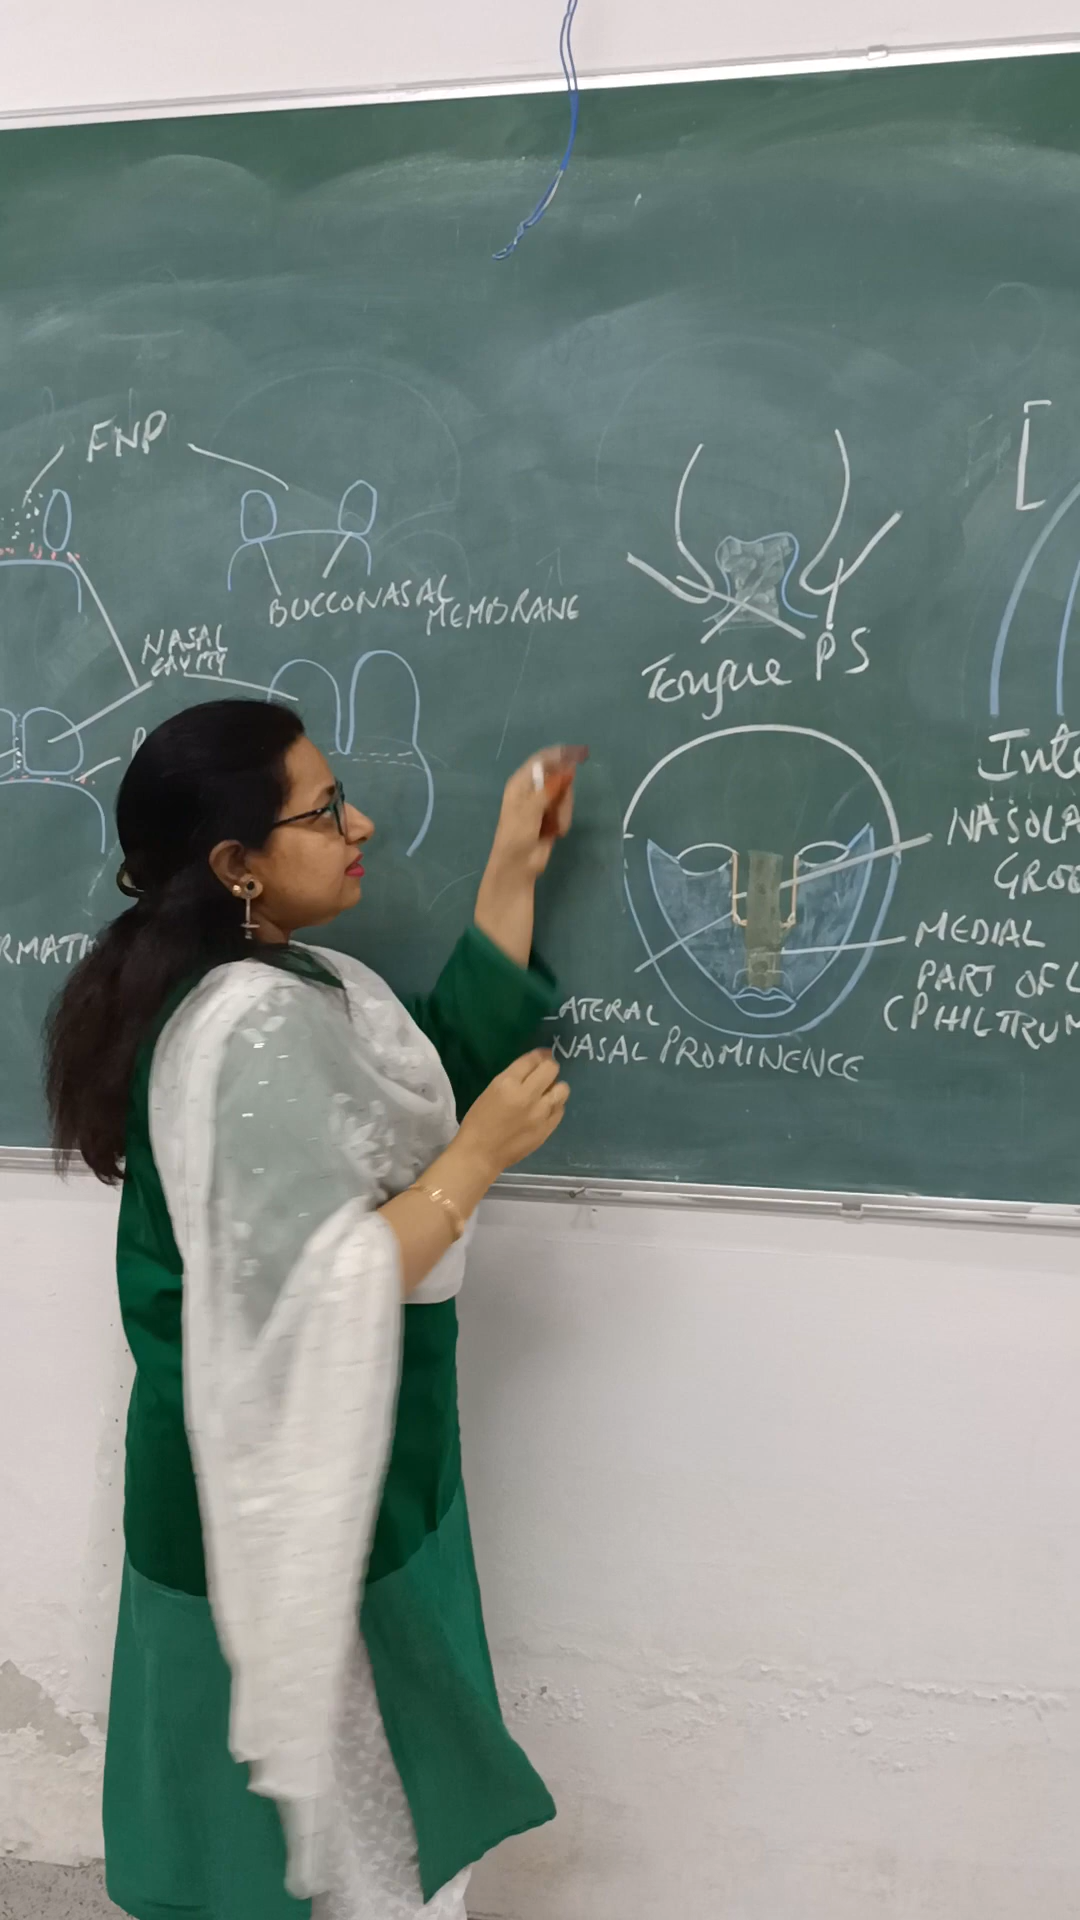 FNP
BUCCONASAL
MEMBRANE
NASAL
CAVITY
Tongue PS
NASOLA
GROO
MEDIAL
PART OF L
(PHILTRUM
LATERAL
NASAL PROMINENCE
RMATI
Inte